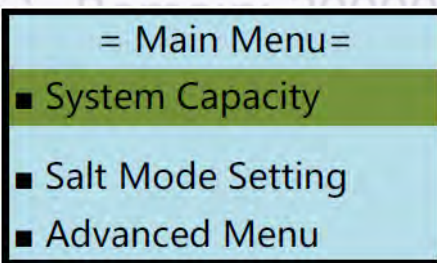 = Main Menu=
■ System Capacity
■ Salt Mode Setting
■ Advanced Menu